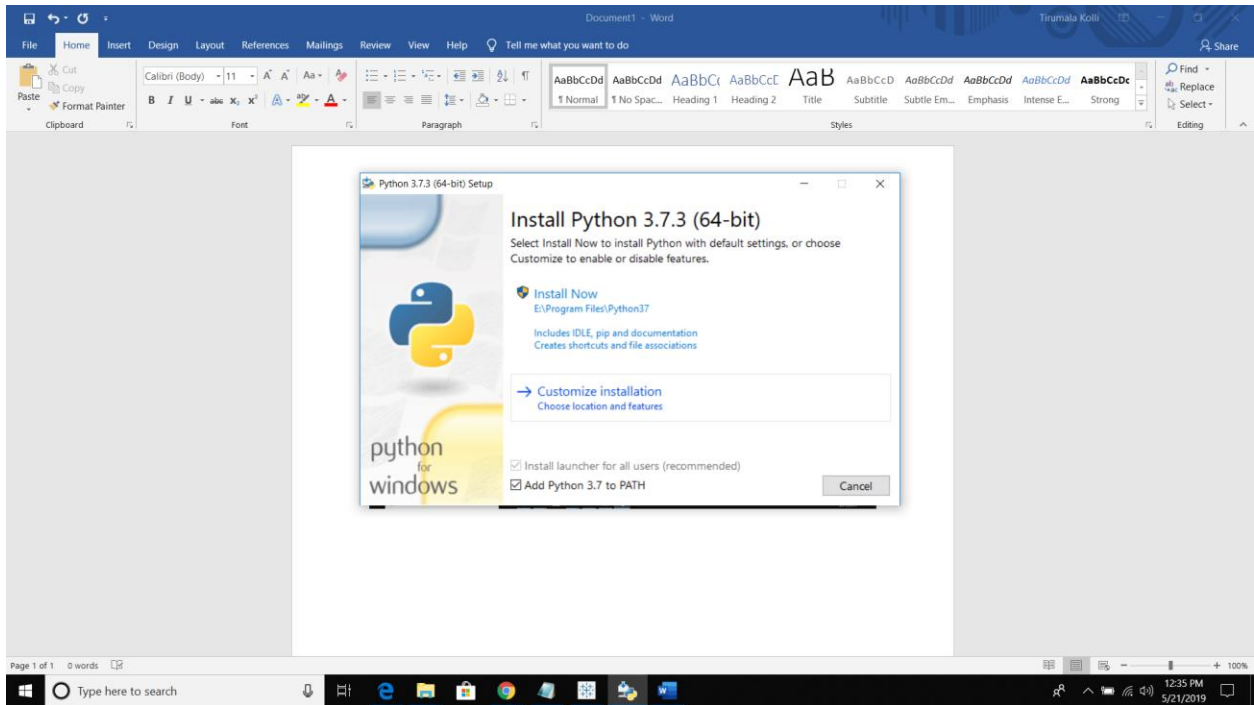 Document1 - Word
Tirumala Kolli
File Home Insert Design Layout References Mailings Review View Help Tell me what you want to do
Share
Cut
Copy
Format Painter
Paste
Clipboard
Calibri (Body) 11
Font
Paragraph
AaBbCcDd AaBbCcDd AaBbCc AaBbCcE AaB AaBbCcD AaBbCcDd AaBbCcDd AaBbCcDd AaBbCcDc
¶ Normal ¶ No Spac... Heading 1 Heading 2 Title Subtitle Subtle Em... Emphasis Intense E... Strong
Styles
Find
Replace
Select
Editing
Python 3.7.3 (64-bit) Setup
Install Python 3.7.3 (64-bit)
Select Install Now to install Python with default settings, or choose
Customize to enable or disable features.
Install Now
E:\Program Files\Python37
Includes IDLE, pip and documentation
Creates shortcuts and file associations
Customize installation
Choose location and features
python
for
windows
Install launcher for all users (recommended)
Add Python 3.7 to PATH
Cancel
Page 1 of 1 0 words
100%
Type here to search
12:35 PM
5/21/2019